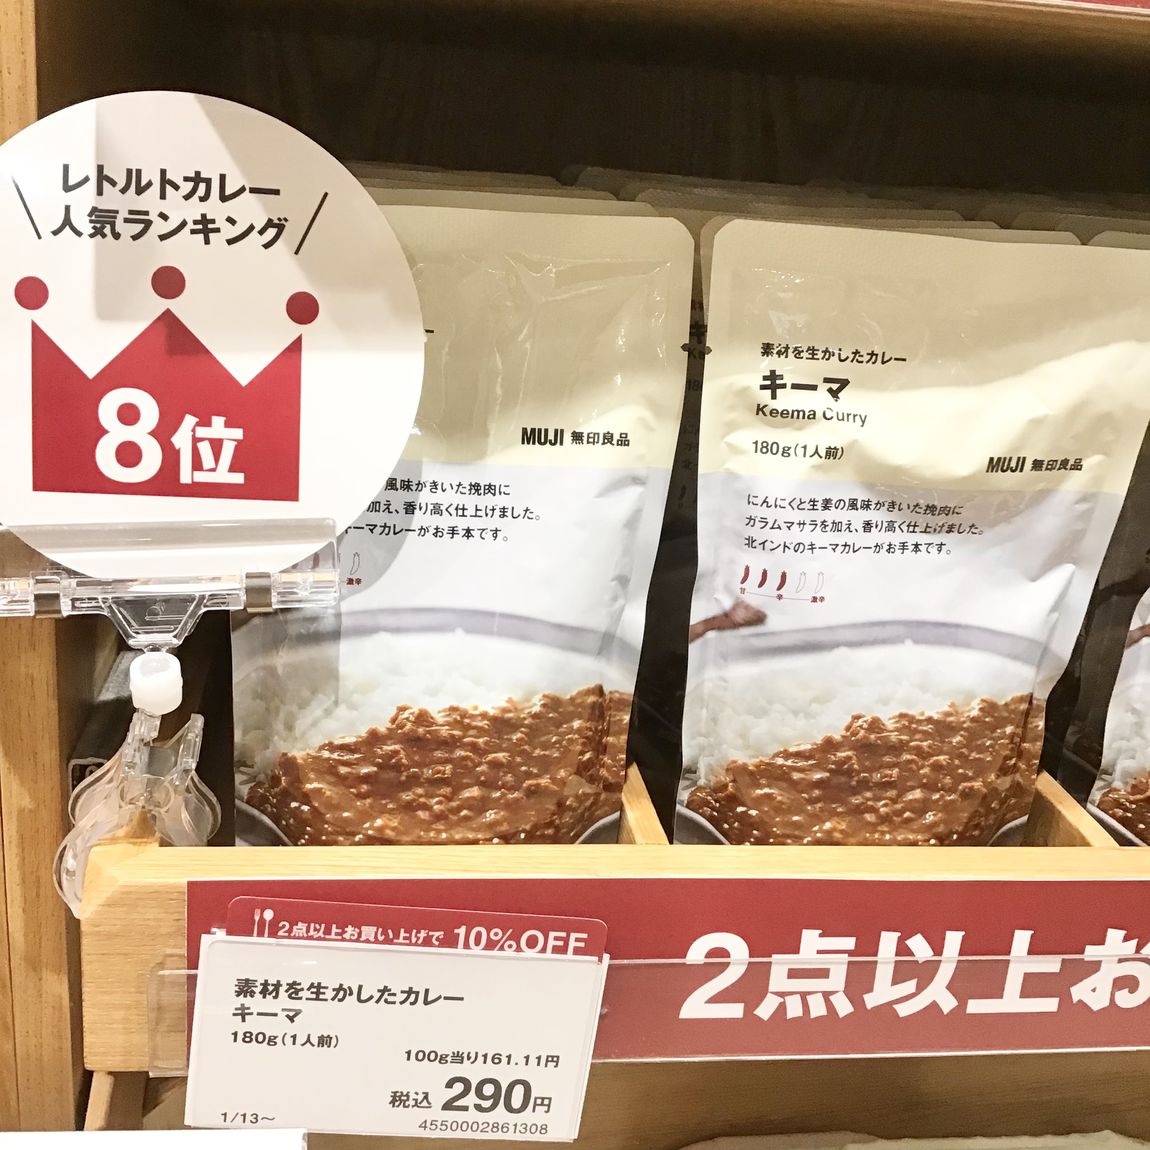 レトルトカレー
人気ランキング
8位
MUJI 無印良品
風味がきいた挽肉に
加え、香り高く仕上げました。
キーマカレーがお手本です。
激辛
素材を生かしたカレー
キーマ
Keema Curry
180g(1人前)
MUJI 無印良品
にんにくと生姜の風味がきいた挽肉に
ガラムマサラを加え、香り高く仕上げました。
北インドのキーマカレーがお手本です。
甘 辛 激辛
2点以上お買い上げで 10%OFF
2点以上お
素材を生かしたカレー
キーマ
180g(1人前)
100g当り161.11円
税込 290円
1/13～
4550002861308